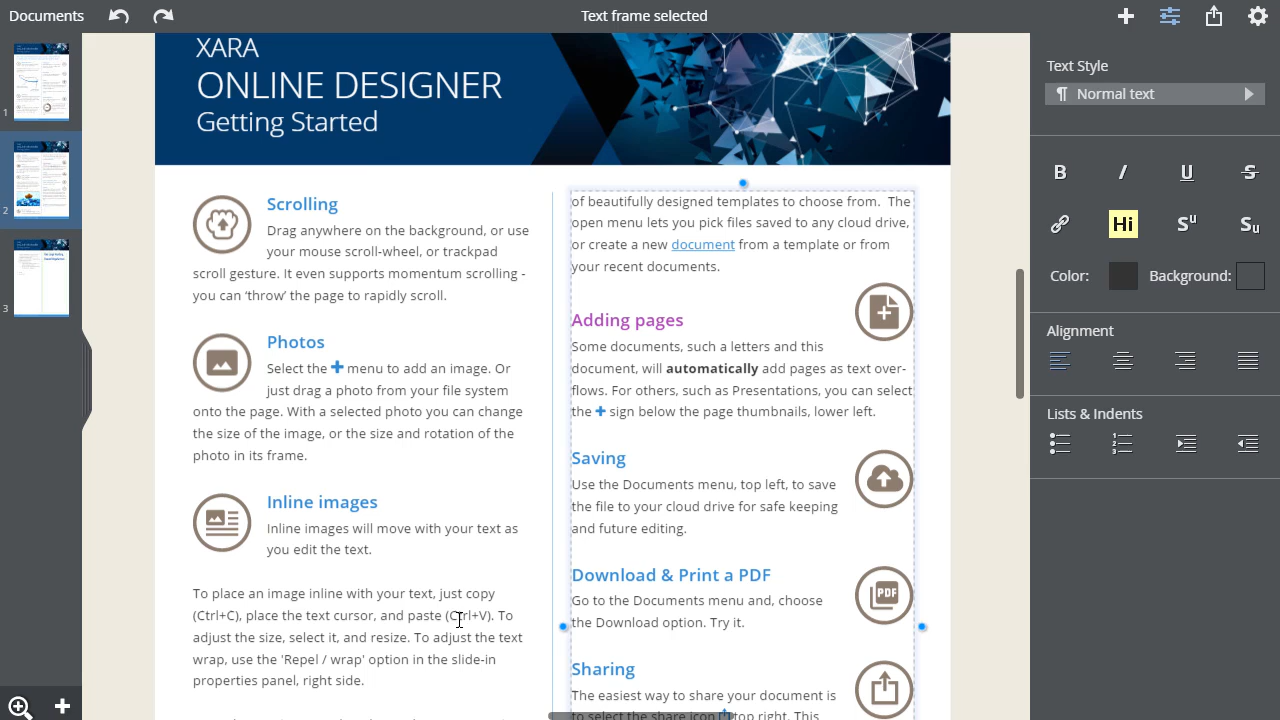 Documents
Text frame selected
XARA
ONLINE DESIGNER
Getting Started
1
2
3
Scrolling
Drag anywhere on the background, or use
your mouse scroll-wheel, or trackpad
scroll gesture. It even supports momentum scrolling -
you can ‘throw’ the page to rapidly scroll.
Photos
Select the + menu to add an image. Or
just drag a photo from your file system
onto the page. With a selected photo you can change
the size of the image, or the size and rotation of the
photo in its frame.
Inline images
Inline images will move with your text as
you edit the text.
To place an image inline with your text, just copy
(Ctrl+C), place the text cursor, and paste (Ctrl+V). To
adjust the size, select it, and resize. To adjust the text
wrap, use the 'Repel / wrap' option in the slide-in
properties panel, right side.
of beautifully designed templates to choose from. The
open menu lets you pick files saved to you cloud drive,
or create a new document from a template or from
your recent documents.
Adding pages
Some documents, such a letters and this
document, will automatically add pages as text over-
flows. For others, such as Presentations, you can select
the + sign below the page thumbnails, lower left.
Saving
Use the Documents menu, top left, to save
the file to your cloud drive for safe keeping
and future editing.
Download & Print a PDF
Go to the Documents menu and, choose
the Download option. Try it.
PDF
Sharing
The easiest way to share your document is
to select the share icon top right. This
Text Style
¶ Normal text
B I U S
Hi Su Su
Color: Background:
Alignment
Lists & Indents